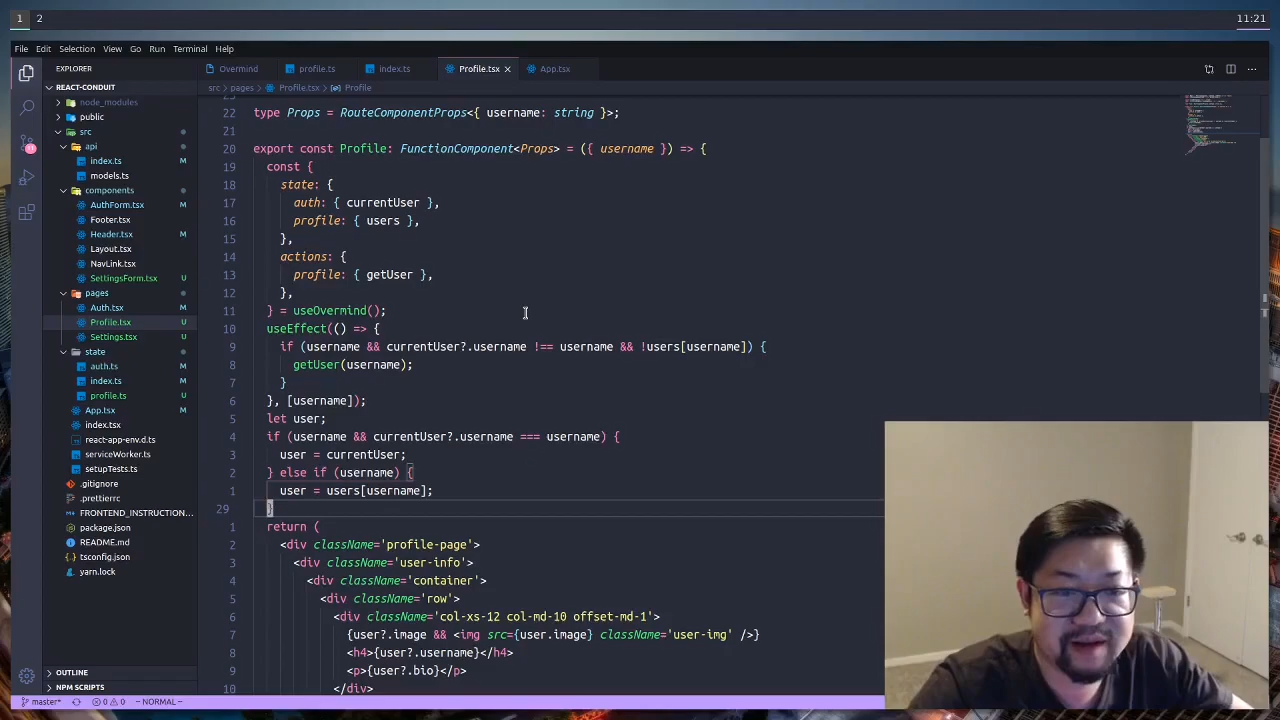 1 2 11:21
File Edit Selection View Go Run Terminal Help
EXPLORER
REACT-CONDUIT
node_modules
public
src
api
index.ts M
models.ts
components
AuthForm.tsx M
Footer.tsx
Header.tsx M
Layout.tsx
NavLink.tsx
SettingsForm.tsx U
pages
Auth.tsx M
Profile.tsx U
Settings.tsx U
state
auth.ts M
index.ts M
profile.ts U
App.tsx M
index.tsx
react-app-env.d.ts
serviceWorker.ts
setupTests.ts
.gitignore
.prettierrc
FRONTEND_INSTRUCTION...
package.json
README.md
tsconfig.json
yarn.lock
OUTLINE
NPM SCRIPTS
Overmind profile.ts index.ts Profile.tsx App.tsx
src > pages > Profile.tsx > Profile
22 type Props = RouteComponentProps<{ username: string }>;
21
20 export const Profile: FunctionComponent<Props> = ({ username }) => {
19 const {
18 state: {
17 auth: { currentUser },
16 profile: { users },
15 },
14 actions: {
13 profile: { getUser },
12 },
11 } = useOvermind();
10 useEffect(() => {
9 if (username && currentUser?.username !== username && !users[username]) {
8 getUser(username);
7 }
6 }, [username]);
5 let user;
4 if (username && currentUser?.username === username) {
3 user = currentUser;
2 } else if (username) {
1 user = users[username];
29 }
1 return (
2 <div className='profile-page'>
3 <div className='user-info'>
4 <div className='container'>
5 <div className='row'>
6 <div className='col-xs-12 col-md-10 offset-md-1'>
7 {user?.image && <img src={user.image} className='user-img' />}
8 <h4>{user?.username}</h4>
9 <p>{user?.bio}</p>
10 </div>
master* 0 0 -- NORMAL --